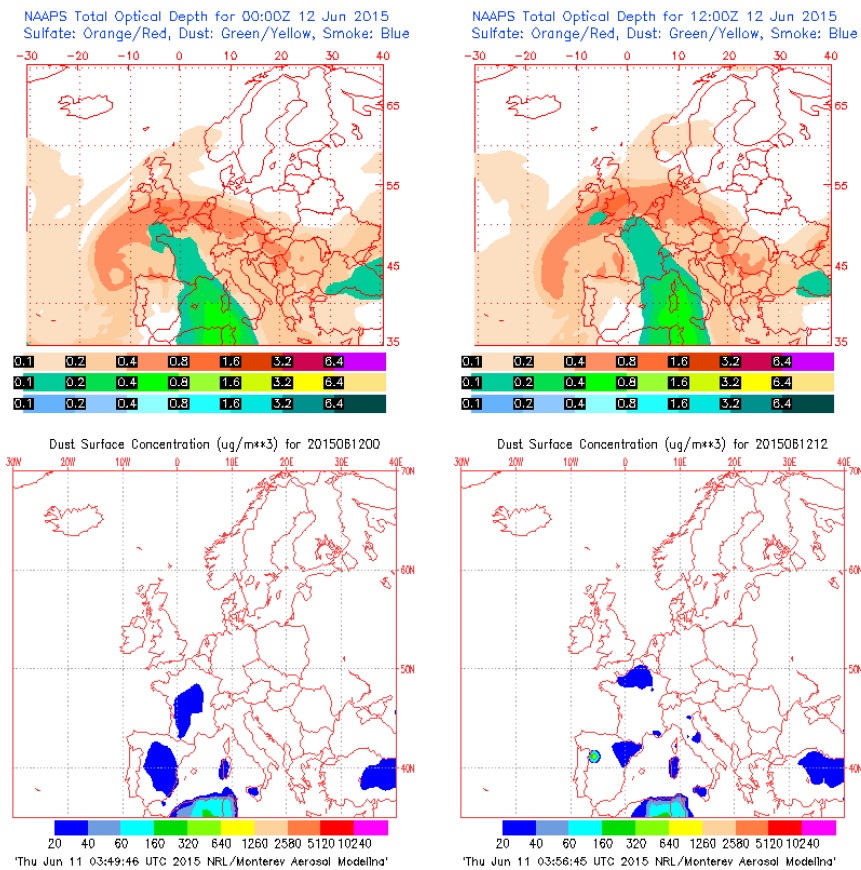 NAAPS Total Optical Depth for 00:00Z 12 Jun 2015
Sulfate: Orange/Red, Dust: Green/Yellow, Smoke: Blue
-30 -20 -10 0 10 20 30 40
65
55
45
35
0.1 0.2 0.4 0.8 1.6 3.2 6.4
0.1 0.2 0.4 0.8 1.6 3.2 6.4
0.1 0.2 0.4 0.8 1.6 3.2 6.4
NAAPS Total Optical Depth for 12:00Z 12 Jun 2015
Sulfate: Orange/Red, Dust: Green/Yellow, Smoke: Blue
-30 -20 -10 0 10 20 30 40
65
55
45
35
0.1 0.2 0.4 0.8 1.6 3.2 6.4
0.1 0.2 0.4 0.8 1.6 3.2 6.4
0.1 0.2 0.4 0.8 1.6 3.2 6.4
Dust Surface Concentration (ug/m**3) for 2015061200
30W 20W 10W 0 10E 20E 30E 40E
70N
60N
50N
40N
20 40 60 160 320 640 1260 2580 5120 10240
'Thu Jun 11 03:49:46 UTC 2015 NRL/Monterey Aerosol Modeling'
Dust Surface Concentration (ug/m**3) for 2015061212
30W 20W 10W 0 10E 20E 30E 40E
70N
60N
50N
40N
20 40 60 160 320 640 1260 2580 5120 10240
'Thu Jun 11 03:56:45 UTC 2015 NRL/Monterey Aerosol Modeling'